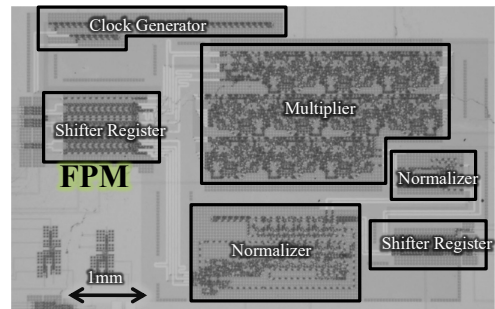 Clock Generator
Multiplier
Shifter Register
FPM
Normalizer
Normalizer
Shifter Register
1mm